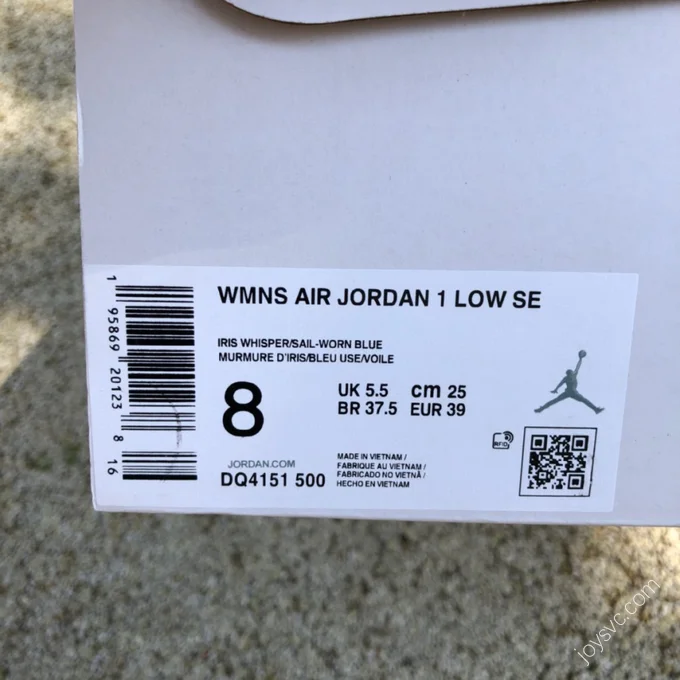 WMNS AIR JORDAN 1 LOW SE
IRIS WHISPER/SAIL-WORN BLUE
MURMURE D'IRIS/BLEU USE/VOILE
8
UK 5.5 cm 25
BR 37.5 EUR 39
JORDAN.COM
DQ4151 500
MADE IN VIETNAM /
FABRIQUE AU VIETNAM /
FABRICADO NO VIETNÃ /
HECHO EN VIETNAM
RFID
1 95869 20123 8 16
joysvc.com